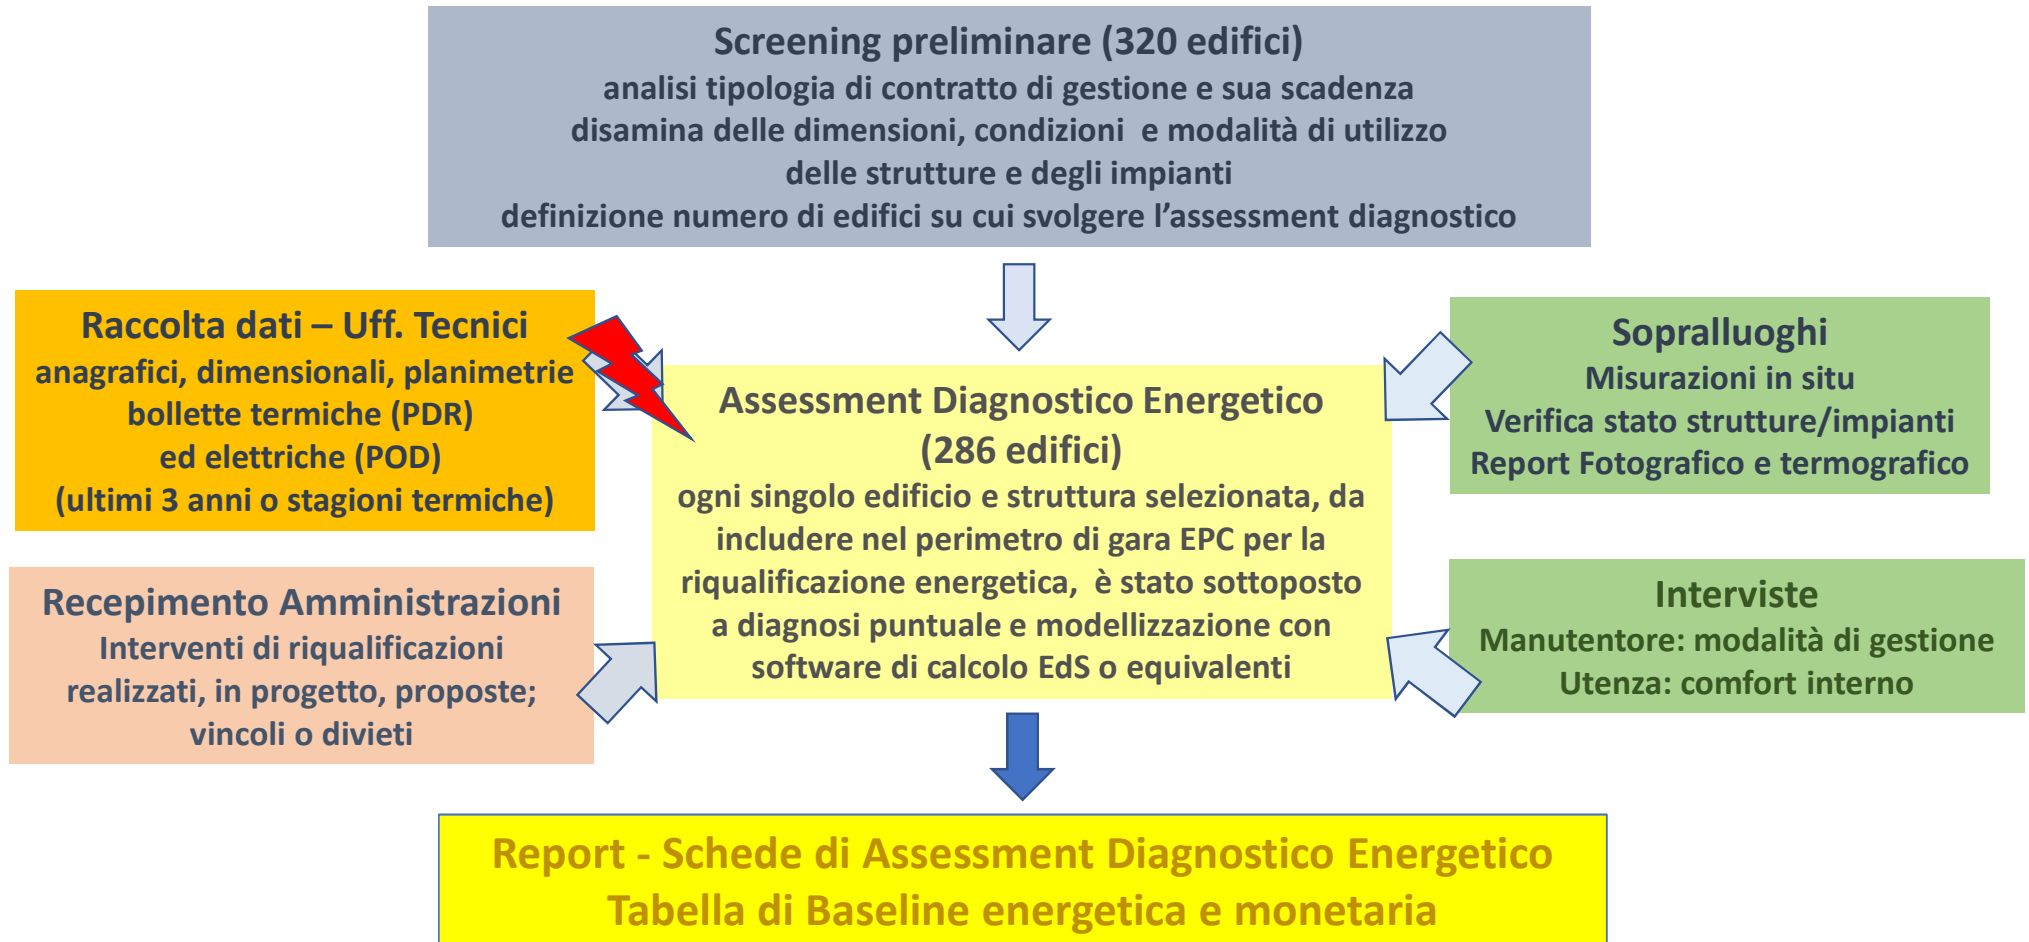 Screening preliminare (320 edifici)
analisi tipologia di contratto di gestione e sua scadenza
disamina delle dimensioni, condizioni e modalità di utilizzo
delle strutture e degli impianti
definizione numero di edifici su cui svolgere l’assessment diagnostico
Raccolta dati – Uff. Tecnici
anagrafici, dimensionali, planimetrie
bollette termiche (PDR)
ed elettriche (POD)
(ultimi 3 anni o stagioni termiche)
Recepimento Amministrazioni
Interventi di riqualificazioni
realizzati, in progetto, proposte;
vincoli o divieti
Assessment Diagnostico Energetico
(286 edifici)
ogni singolo edificio e struttura selezionata, da
includere nel perimetro di gara EPC per la
riqualificazione energetica, è stato sottoposto
a diagnosi puntuale e modellizzazione con
software di calcolo EdS o equivalenti
Sopralluoghi
Misurazioni in situ
Verifica stato strutture/impianti
Report Fotografico e termografico
Interviste
Manutentore: modalità di gestione
Utenza: comfort interno
Report - Schede di Assessment Diagnostico Energetico
Tabella di Baseline energetica e monetaria